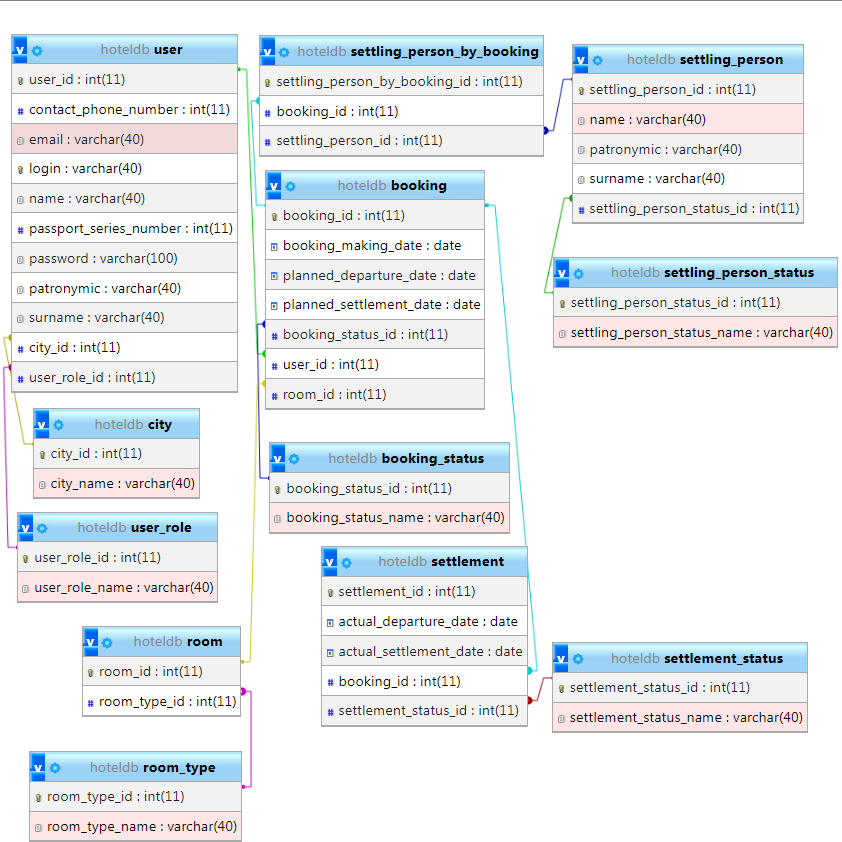 v hoteldb user
user_id : int(11)
contact_phone_number : int(11)
email : varchar(40)
login : varchar(40)
name : varchar(40)
passport_series_number : int(11)
password : varchar(100)
patronymic : varchar(40)
surname : varchar(40)
city_id : int(11)
user_role_id : int(11)
v hoteldb settling_person_by_booking
settling_person_by_booking_id : int(11)
booking_id : int(11)
settling_person_id : int(11)
v hoteldb settling_person
settling_person_id : int(11)
name : varchar(40)
patronymic : varchar(40)
surname : varchar(40)
settling_person_status_id : int(11)
v hoteldb booking
booking_id : int(11)
booking_making_date : date
planned_departure_date : date
planned_settlement_date : date
booking_status_id : int(11)
user_id : int(11)
room_id : int(11)
v hoteldb settling_person_status
settling_person_status_id : int(11)
settling_person_status_name : varchar(40)
v hoteldb city
city_id : int(11)
city_name : varchar(40)
v hoteldb booking_status
booking_status_id : int(11)
booking_status_name : varchar(40)
v hoteldb user_role
user_role_id : int(11)
user_role_name : varchar(40)
v hoteldb settlement
settlement_id : int(11)
actual_departure_date : date
actual_settlement_date : date
booking_id : int(11)
settlement_status_id : int(11)
v hoteldb room
room_id : int(11)
room_type_id : int(11)
v hoteldb settlement_status
settlement_status_id : int(11)
settlement_status_name : varchar(40)
v hoteldb room_type
room_type_id : int(11)
room_type_name : varchar(40)